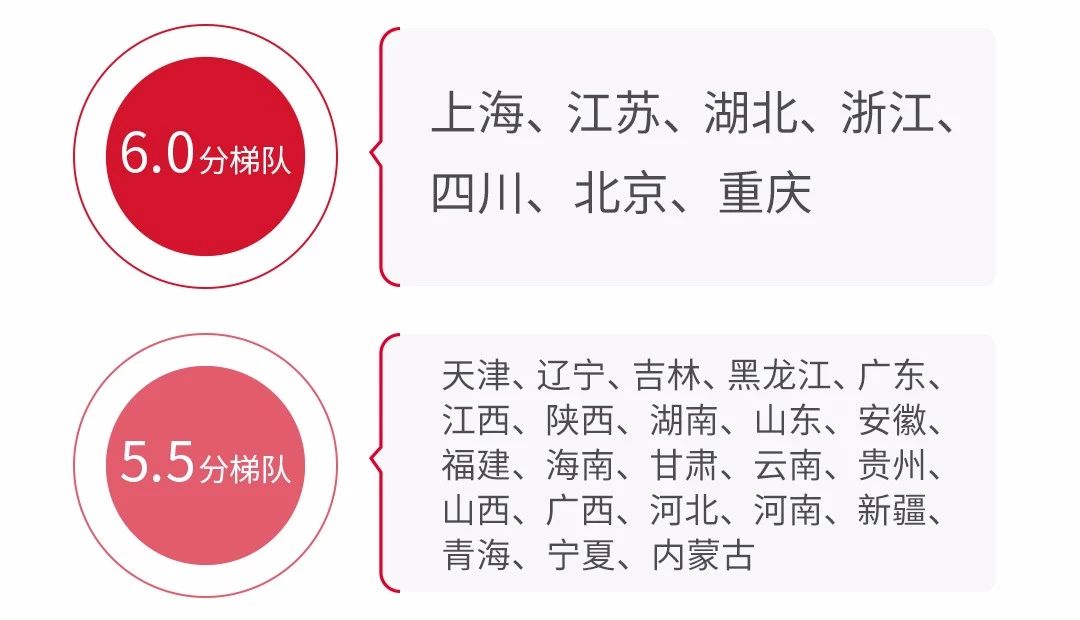 6.0分梯队
上海、江苏、湖北、浙江、
四川、北京、重庆
5.5分梯队
天津、辽宁、吉林、黑龙江、广东、
江西、陕西、湖南、山东、安徽、
福建、海南、甘肃、云南、贵州、
山西、广西、河北、河南、新疆、
青海、宁夏、内蒙古